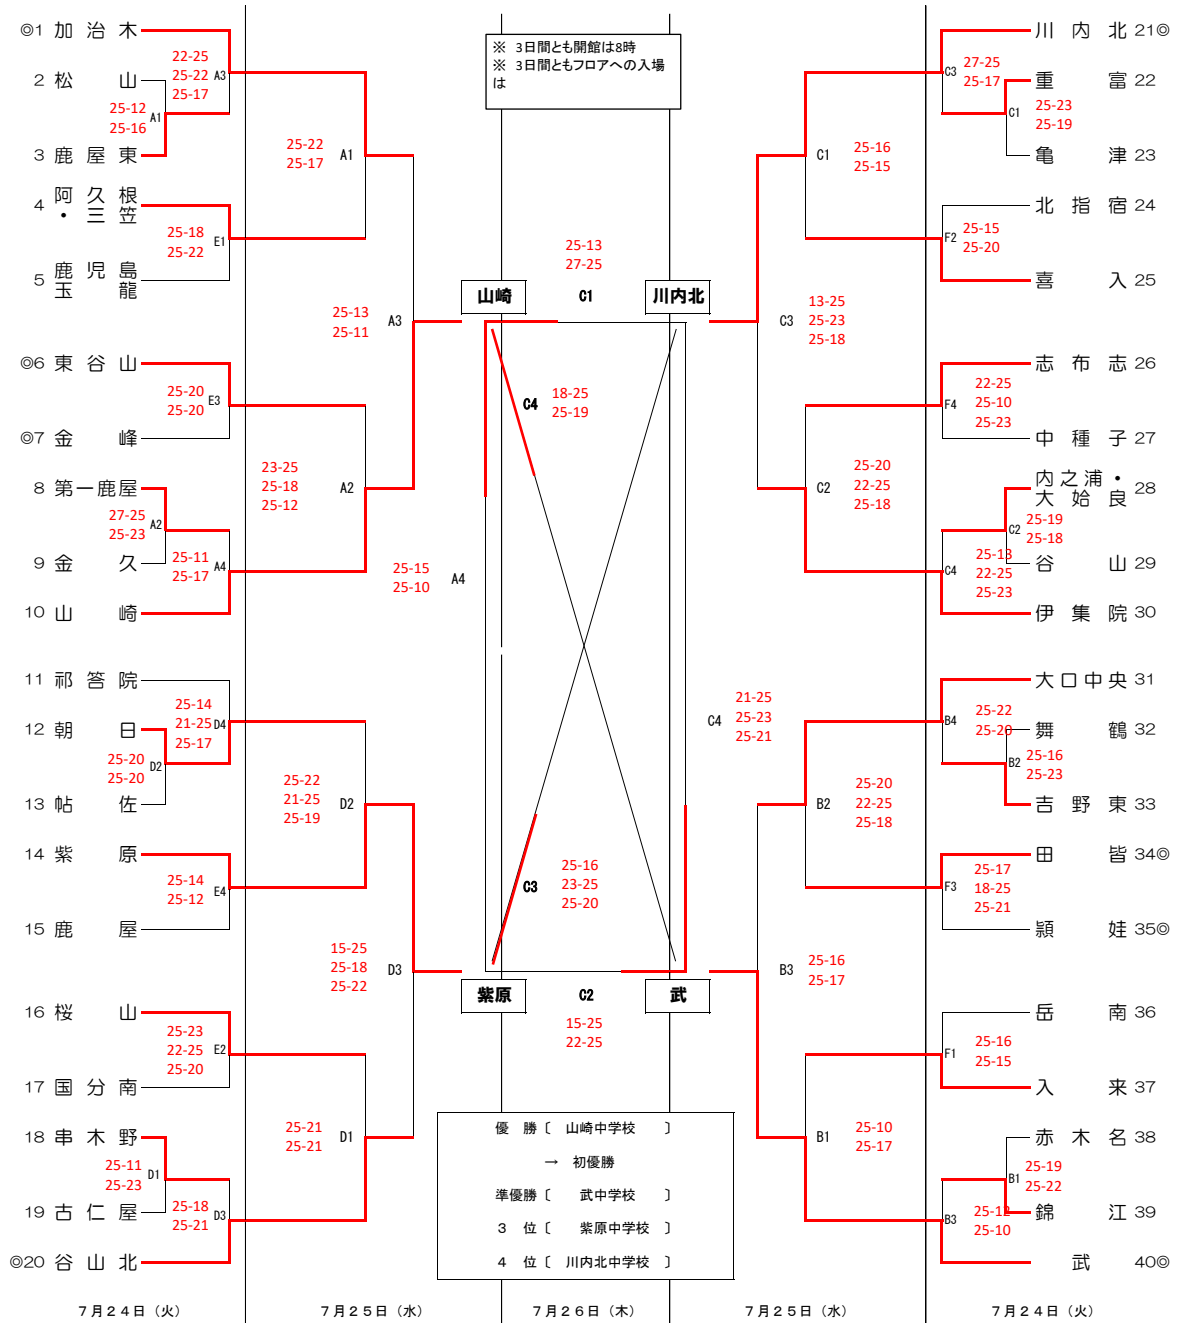 ◎1 加治木
22-25
25-22
25-17
A3
2 松山
25-12
25-16
A1
3 鹿屋東
25-22
25-17
A1
4 阿久根
・三笠
25-18
25-22
E1
5 鹿児島
玉龍
25-13
25-11
A3
◎6 東谷山
25-20
25-20
E3
◎7 金峰
23-25
25-18
25-12
A2
8 第一鹿屋
27-25
25-23
A2
9 金久
25-11
25-17
A4
10 山崎
25-15
25-10
A4
11 祁答院
25-14
21-25
25-17
D4
12 朝日
25-20
25-20
D2
13 帖佐
25-22
21-25
25-19
D2
14 紫原
25-14
25-12
E4
15 鹿屋
15-25
25-18
25-22
D3
16 桜山
25-23
22-25
25-20
E2
17 国分南
25-21
25-21
D1
18 串木野
25-11
25-23
D1
19 古仁屋
25-18
25-21
D3
◎20 谷山北
※ 3日間とも開館は8時
※ 3日間ともフロアへの入場
は
25-13
27-25
山崎
C1
川内北
C4
18-25
25-19
C3
25-16
23-25
25-20
紫原
C2
武
15-25
22-25
優勝〔 山崎中学校 〕
→ 初優勝
準優勝〔 武中学校 〕
3 位〔 紫原中学校 〕
4 位〔 川内北中学校 〕
川内北 21◎
C3
27-25
25-17
重富 22
C1
25-23
25-19
亀津 23
C1
25-16
25-15
北指宿 24
F2
25-15
25-20
喜入 25
C3
13-25
25-23
25-18
志布志 26
F4
22-25
25-10
25-23
中種子 27
C2
25-20
22-25
25-18
内之浦・
大姶良 28
C2
25-19
25-18
谷山 29
C4
25-13
22-25
25-23
伊集院 30
C4
21-25
25-23
25-21
大口中央 31
B4
25-22
25-20
舞鶴 32
B2
25-16
25-23
吉野東 33
B2
25-20
22-25
25-18
田皆 34◎
F3
25-17
18-25
25-21
頴娃 35◎
B3
25-16
25-17
岳南 36
F1
25-16
25-15
入来 37
B1
25-10
25-17
赤木名 38
B1
25-19
25-22
錦江 39
B3
25-12
25-10
武 40◎
7月24日（火）
7月25日（水）
7月26日（木）
7月25日（水）
7月24日（火）